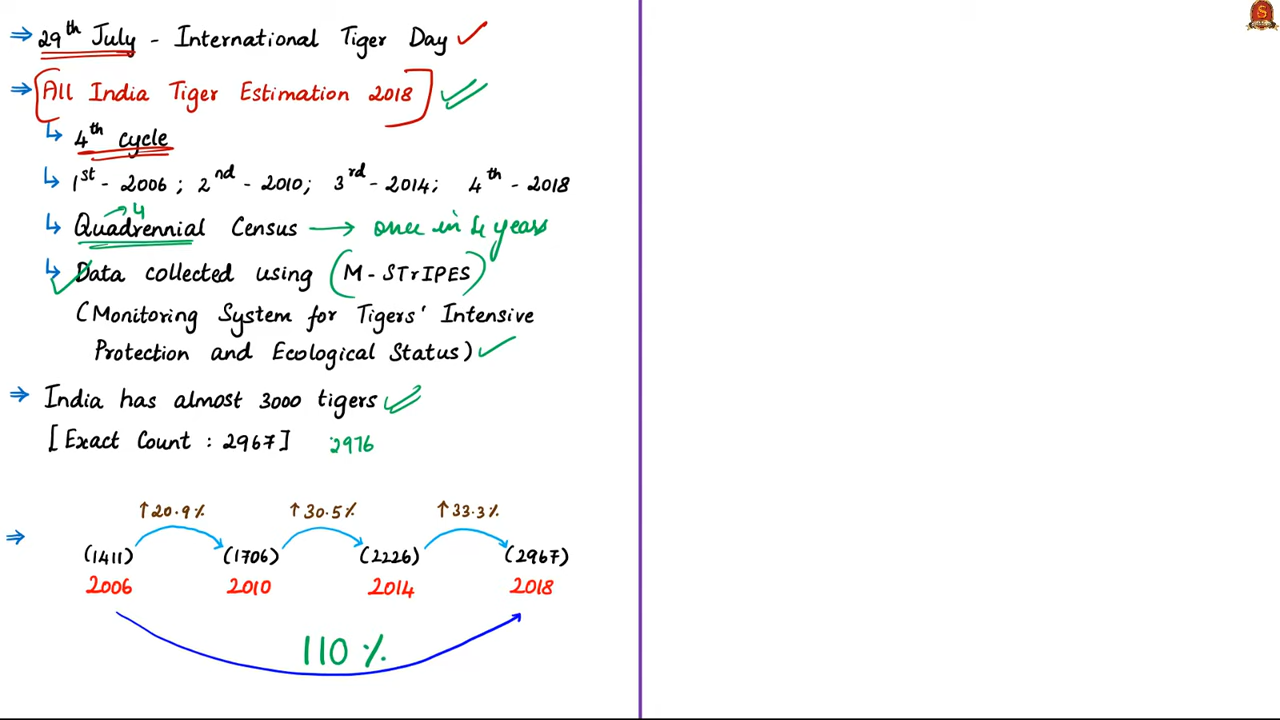 ⇒ 29th July - International Tiger Day ✓
⇒ [All India Tiger Estimation 2018] ✓
↳ 4th cycle
↳ 1st - 2006 ; 2nd - 2010; 3rd - 2014; 4th - 2018
→ 4
↳ Quadrennial Census → once in 4 years
↳ Data collected using (M-STrIPES)
(Monitoring System for Tigers' Intensive
Protection and Ecological Status) ✓
⇒ India has almost 3000 tigers ✓
[Exact Count : 2967] 2976
↑20.9% ↑30.5% ↑33.3%
⇒ (1411) (1706) (2226) (2967)
2006 2010 2014 2018
110 %